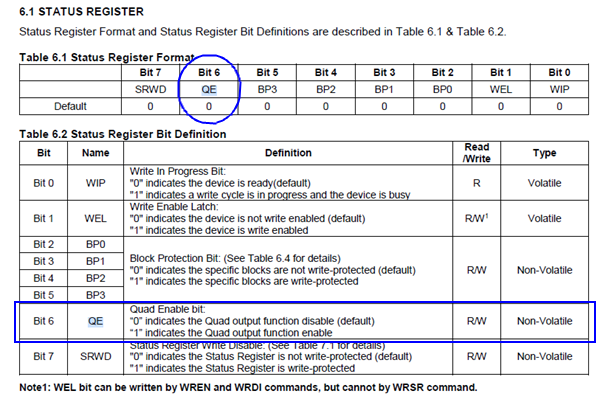 6.1 STATUS REGISTER
Status Register Format and Status Register Bit Definitions are described in Table 6.1 & Table 6.2.
Table 6.1 Status Register Format
Bit 7 Bit 6 Bit 5 Bit 4 Bit 3 Bit 2 Bit 1 Bit 0
SRWD QE BP3 BP2 BP1 BP0 WEL WIP
Default 0 0 0 0 0 0 0 0
Table 6.2 Status Register Bit Definition
Bit Name Definition Read /Write Type
Bit 0 WIP Write In Progress Bit:
"0" indicates the device is ready(default)
"1" indicates a write cycle is in progress and the device is busy R Volatile
Bit 1 WEL Write Enable Latch:
"0" indicates the device is not write enabled (default)
"1" indicates the device is write enabled R/W1 Volatile
Bit 2 BP0
Bit 3 BP1
Bit 4 BP2
Bit 5 BP3
Block Protection Bit: (See Table 6.4 for details)
"0" indicates the specific blocks are not write-protected (default)
"1" indicates the specific blocks are write-protected R/W Non-Volatile
Bit 6 QE Quad Enable bit:
“0” indicates the Quad output function disable (default)
“1” indicates the Quad output function enable R/W Non-Volatile
Bit 7 SRWD Status Register Write Disable: (See Table 7.1 for details)
"0" indicates the Status Register is not write-protected (default)
"1" indicates the Status Register is write-protected R/W Non-Volatile
Note1: WEL bit can be written by WREN and WRDI commands, but cannot by WRSR command.